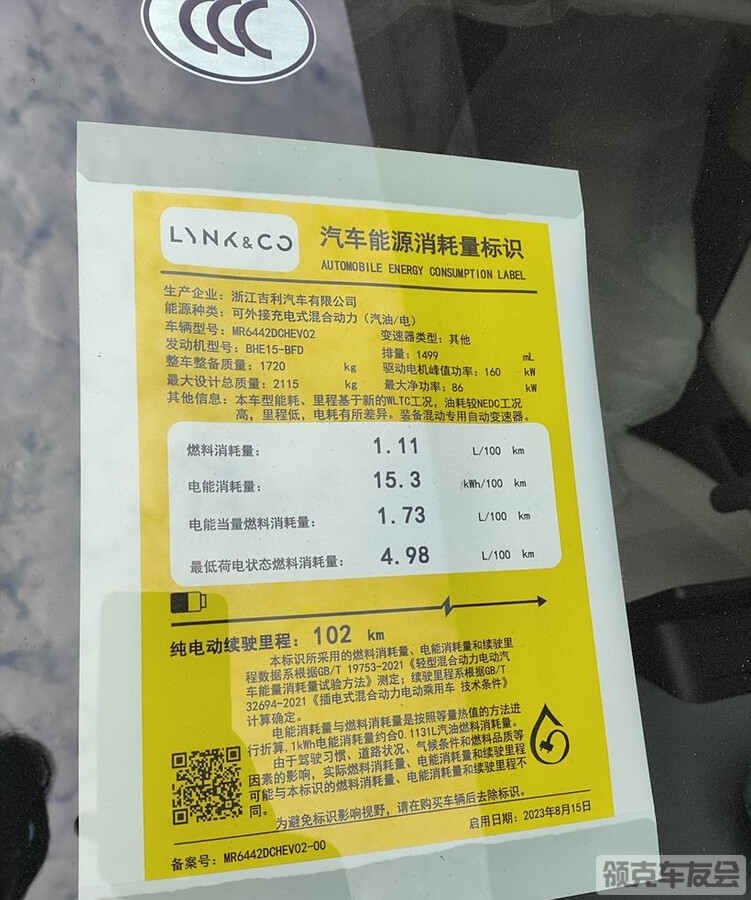 CCC
LYNK&CO
汽车能源消耗量标识
AUTOMOBILE ENERGY CONSUMPTION LABEL
生产企业：浙江吉利汽车有限公司
能源种类：可外接充电式混合动力（汽油/电）
车辆型号：MR6442DCHEV02 变速器类型：其他
发动机型号：BHE15-BFD 排量：1499 mL
整车整备质量：1720 kg 驱动电机峰值功率：160 kW
最大设计总质量：2115 kg 最大净功率：86 kW
其他信息：本车型能耗、里程基于新的WLTC工况，油耗较NEDC工况
高，里程低，电耗有所差异。装备混动专用自动变速器。
燃料消耗量： 1.11 L/100 km
电能消耗量： 15.3 kWh/100 km
电能当量燃料消耗量： 1.73 L/100 km
最低荷电状态燃料消耗量： 4.98 L/100 km
纯电动续驶里程：102 km
本标识所采用的燃料消耗量、电能消耗量和续驶里
程数据系根据GB/T 19753-2021《轻型混合动力电动汽
车能量消耗量试验方法》测定；续驶里程系根据GB/T
32694-2021《插电式混合动力电动乘用车 技术条件》
计算确定。
电能消耗量与燃料消耗量是按照等量热值的方法进
行折算，1kWh电能消耗量约合0.1131L汽油燃料消耗量。
由于驾驶习惯、道路状况、气候条件和燃料品质等
因素的影响，实际燃料消耗量、电能消耗量和续驶里程
可能与本标识的燃料消耗量、电能消耗量和续驶里程不
同。
为避免标识影响视野，请在购买车辆后去除标识。
启用日期：2023年8月15日
备案号：MR6442DCHEV02-00
领克车友会